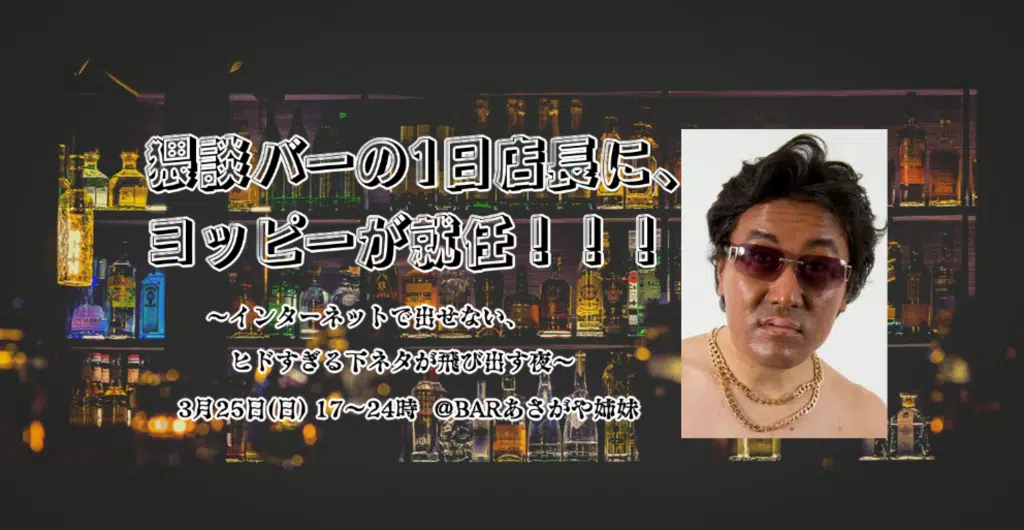 猥談バーの1日店長に、
ヨッピーが就任！！！
～インターネットで出せない、
ヒドすぎる下ネタが飛び出す夜～
3月25日(日) 17～24時 @BARあさがや姉妹